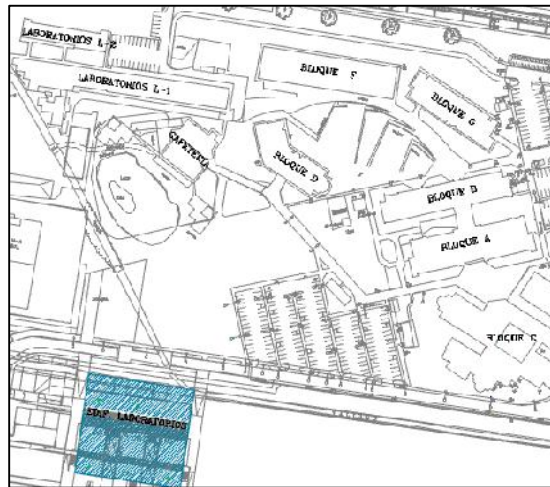 LABORATORIOS L-2
LABORATORIOS L-1
BLOQUE F
BLOQUE G
CAFETERIA
BLOQUE D
BLOQUE B
BLOQUE A
BLOQUE C
EDIF. LABORATORIOS